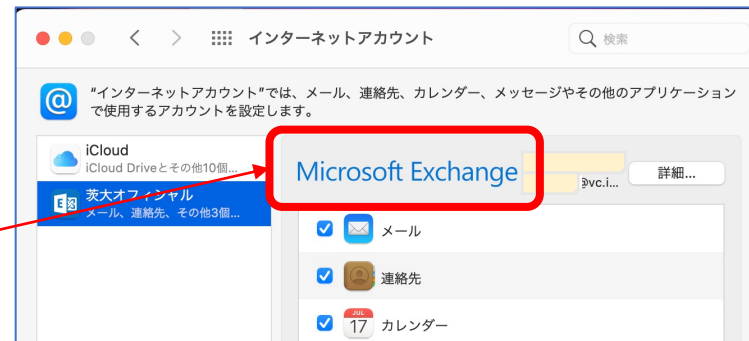 インターネットアカウント
検索
"インターネットアカウント"では、メール、連絡先、カレンダー、メッセージやその他のアプリケーション
で使用するアカウントを設定します。
iCloud
iCloud Driveとその他10個...
茨大オフィシャル
メール、連絡先、その他3個...
Microsoft Exchange
@vc.i...
詳細...
メール
連絡先
JUL
17
カレンダー